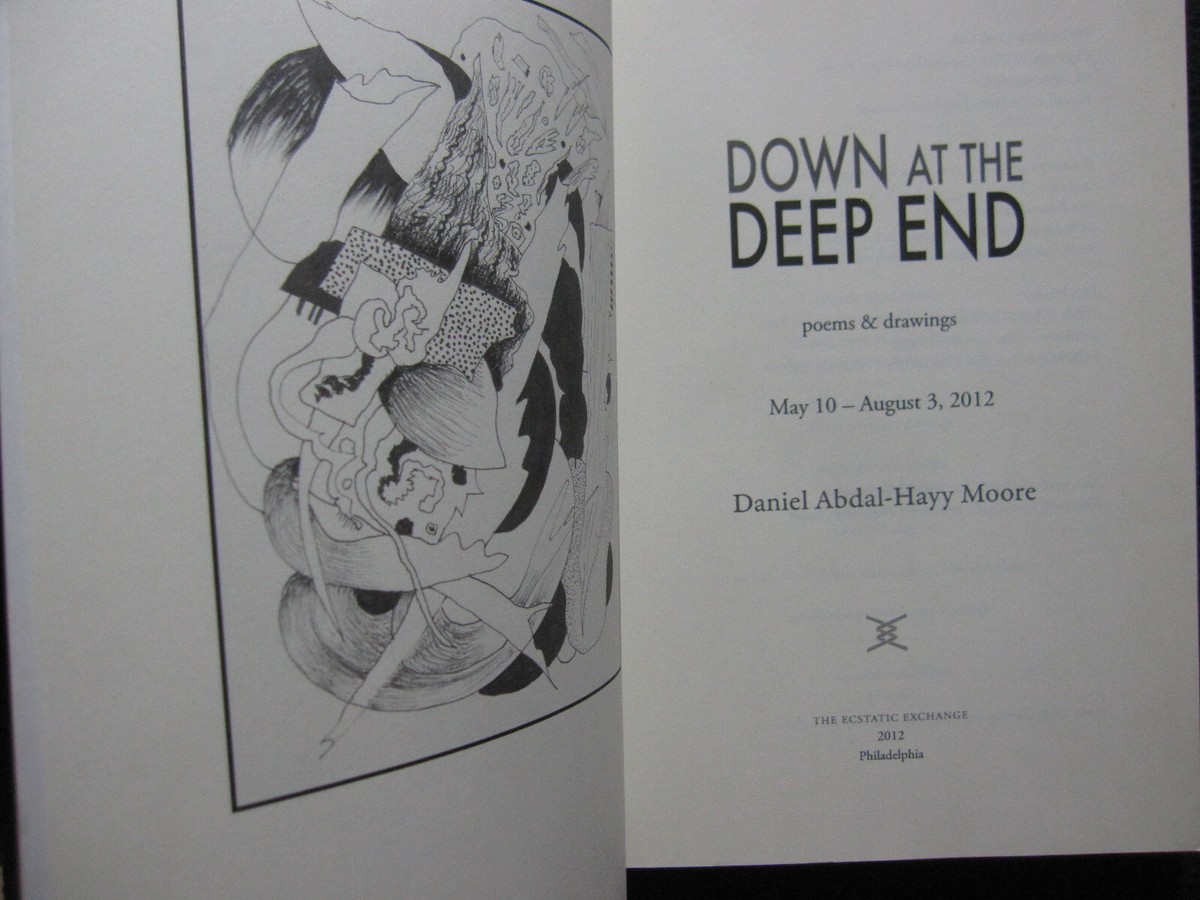 DOWN AT THE
DEEP END
poems & drawings
May 10 – August 3, 2012
Daniel Abdal-Hayy Moore
THE ECSTATIC EXCHANGE
2012
Philadelphia